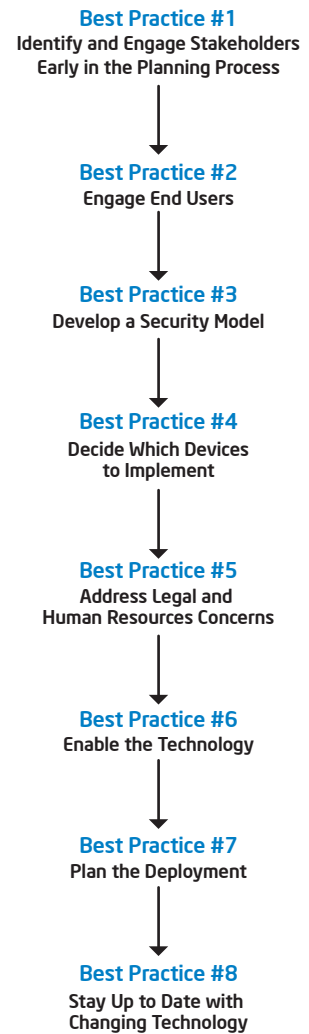 Best Practice #1
Identify and Engage Stakeholders
Early in the Planning Process
Best Practice #2
Engage End Users
Best Practice #3
Develop a Security Model
Best Practice #4
Decide Which Devices
to Implement
Best Practice #5
Address Legal and
Human Resources Concerns
Best Practice #6
Enable the Technology
Best Practice #7
Plan the Deployment
Best Practice #8
Stay Up to Date with
Changing Technology